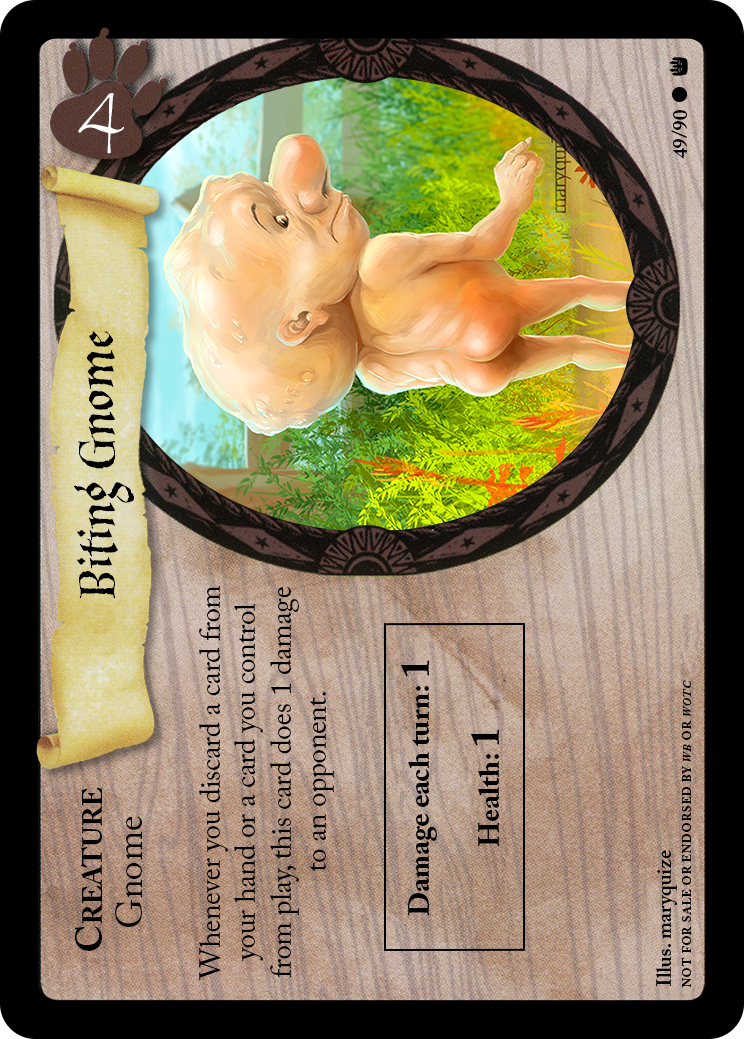 CREATURE
Gnome
Biting Gnome
4
Whenever you discard a card from
your hand or a card you control
from play, this card does 1 damage
to an opponent.
Damage each turn: 1
Health: 1
maryquize
Illus. maryquize
NOT FOR SALE OR ENDORSED BY WB OR WOTC
49/90